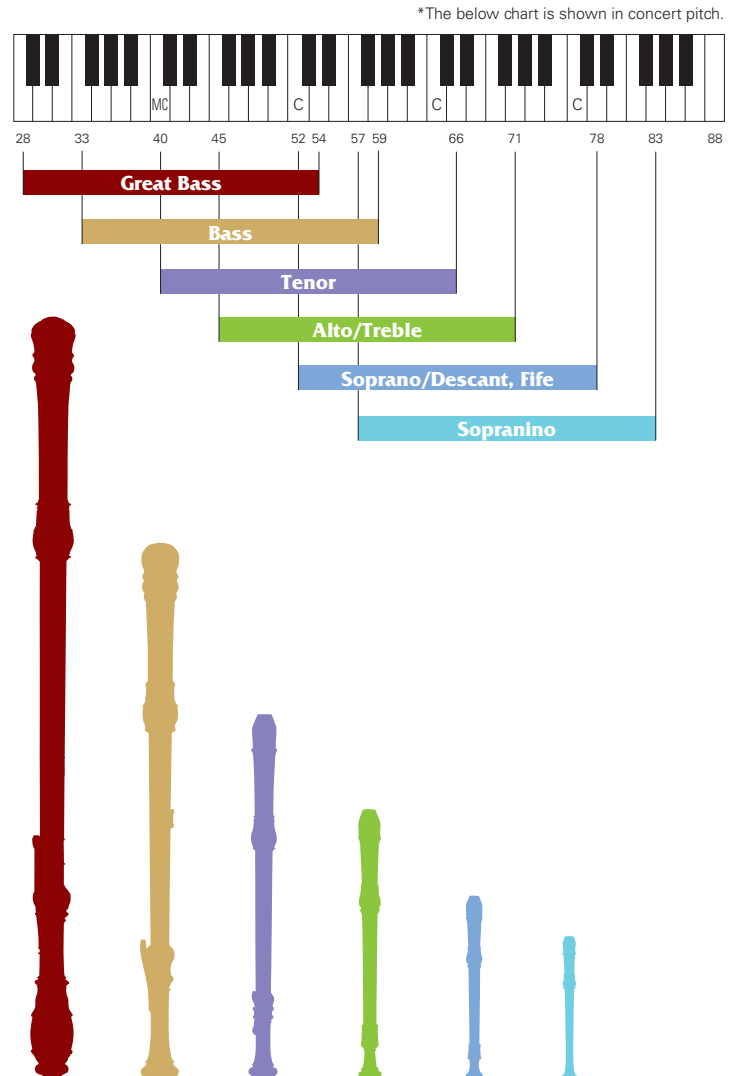 *The below chart is shown in concert pitch.
MC C C C
28 33 40 45 52 54 57 59 66 71 78 83 88
Great Bass
Bass
Tenor
Alto/Treble
Soprano/Descant, Fife
Sopranino